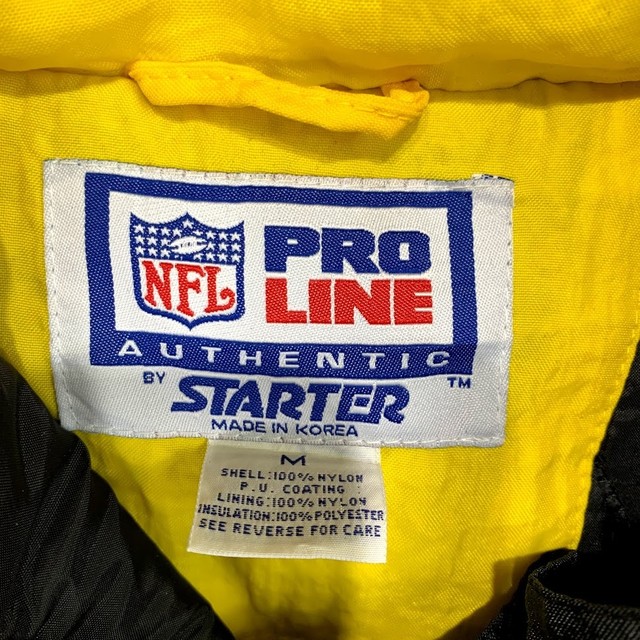 NFL
PRO
LINE
AUTHENTIC
BY STARTER TM
MADE IN KOREA
M
SHELL:100% NYLON
P.U. COATING
LINING:100% NYLON
INSULATION:100% POLYESTER
SEE REVERSE FOR CARE